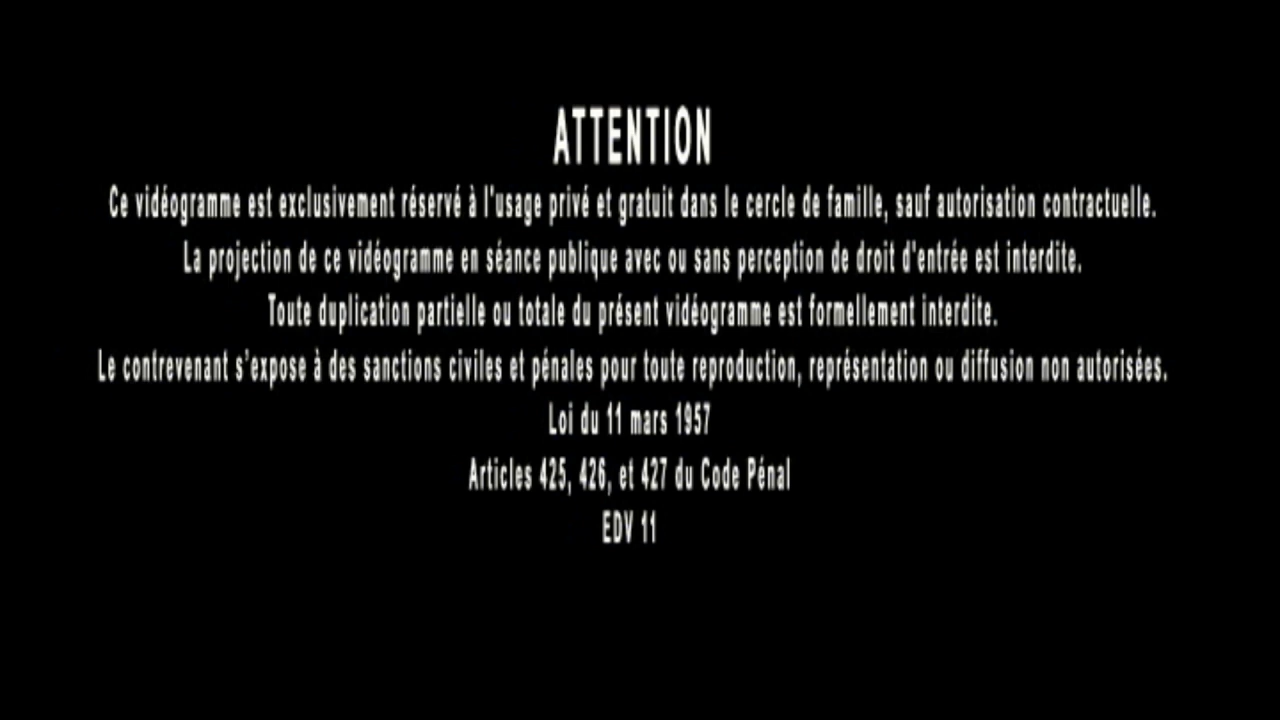 ATTENTION
Ce vidéogramme est exclusivement réservé à l'usage privé et gratuit dans le cercle de famille, sauf autorisation contractuelle.
La projection de ce vidéogramme en séance publique avec ou sans perception de droit d'entrée est interdite.
Toute duplication partielle ou totale du présent vidéogramme est formellement interdite.
Le contrevenant s'expose à des sanctions civiles et pénales pour toute reproduction, représentation ou diffusion non autorisées.
Loi du 11 mars 1957
Articles 425, 426, et 427 du Code Pénal
EDV 11